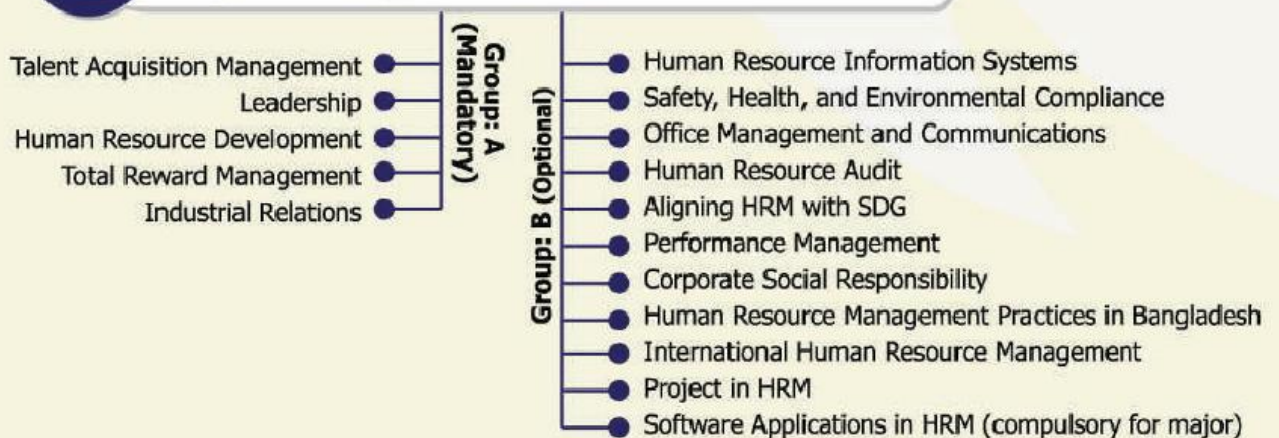 Group: A
(Mandatory)
Talent Acquisition Management
Leadership
Human Resource Development
Total Reward Management
Industrial Relations
Group: B (Optional)
Human Resource Information Systems
Safety, Health, and Environmental Compliance
Office Management and Communications
Human Resource Audit
Aligning HRM with SDG
Performance Management
Corporate Social Responsibility
Human Resource Management Practices in Bangladesh
International Human Resource Management
Project in HRM
Software Applications in HRM (compulsory for major)